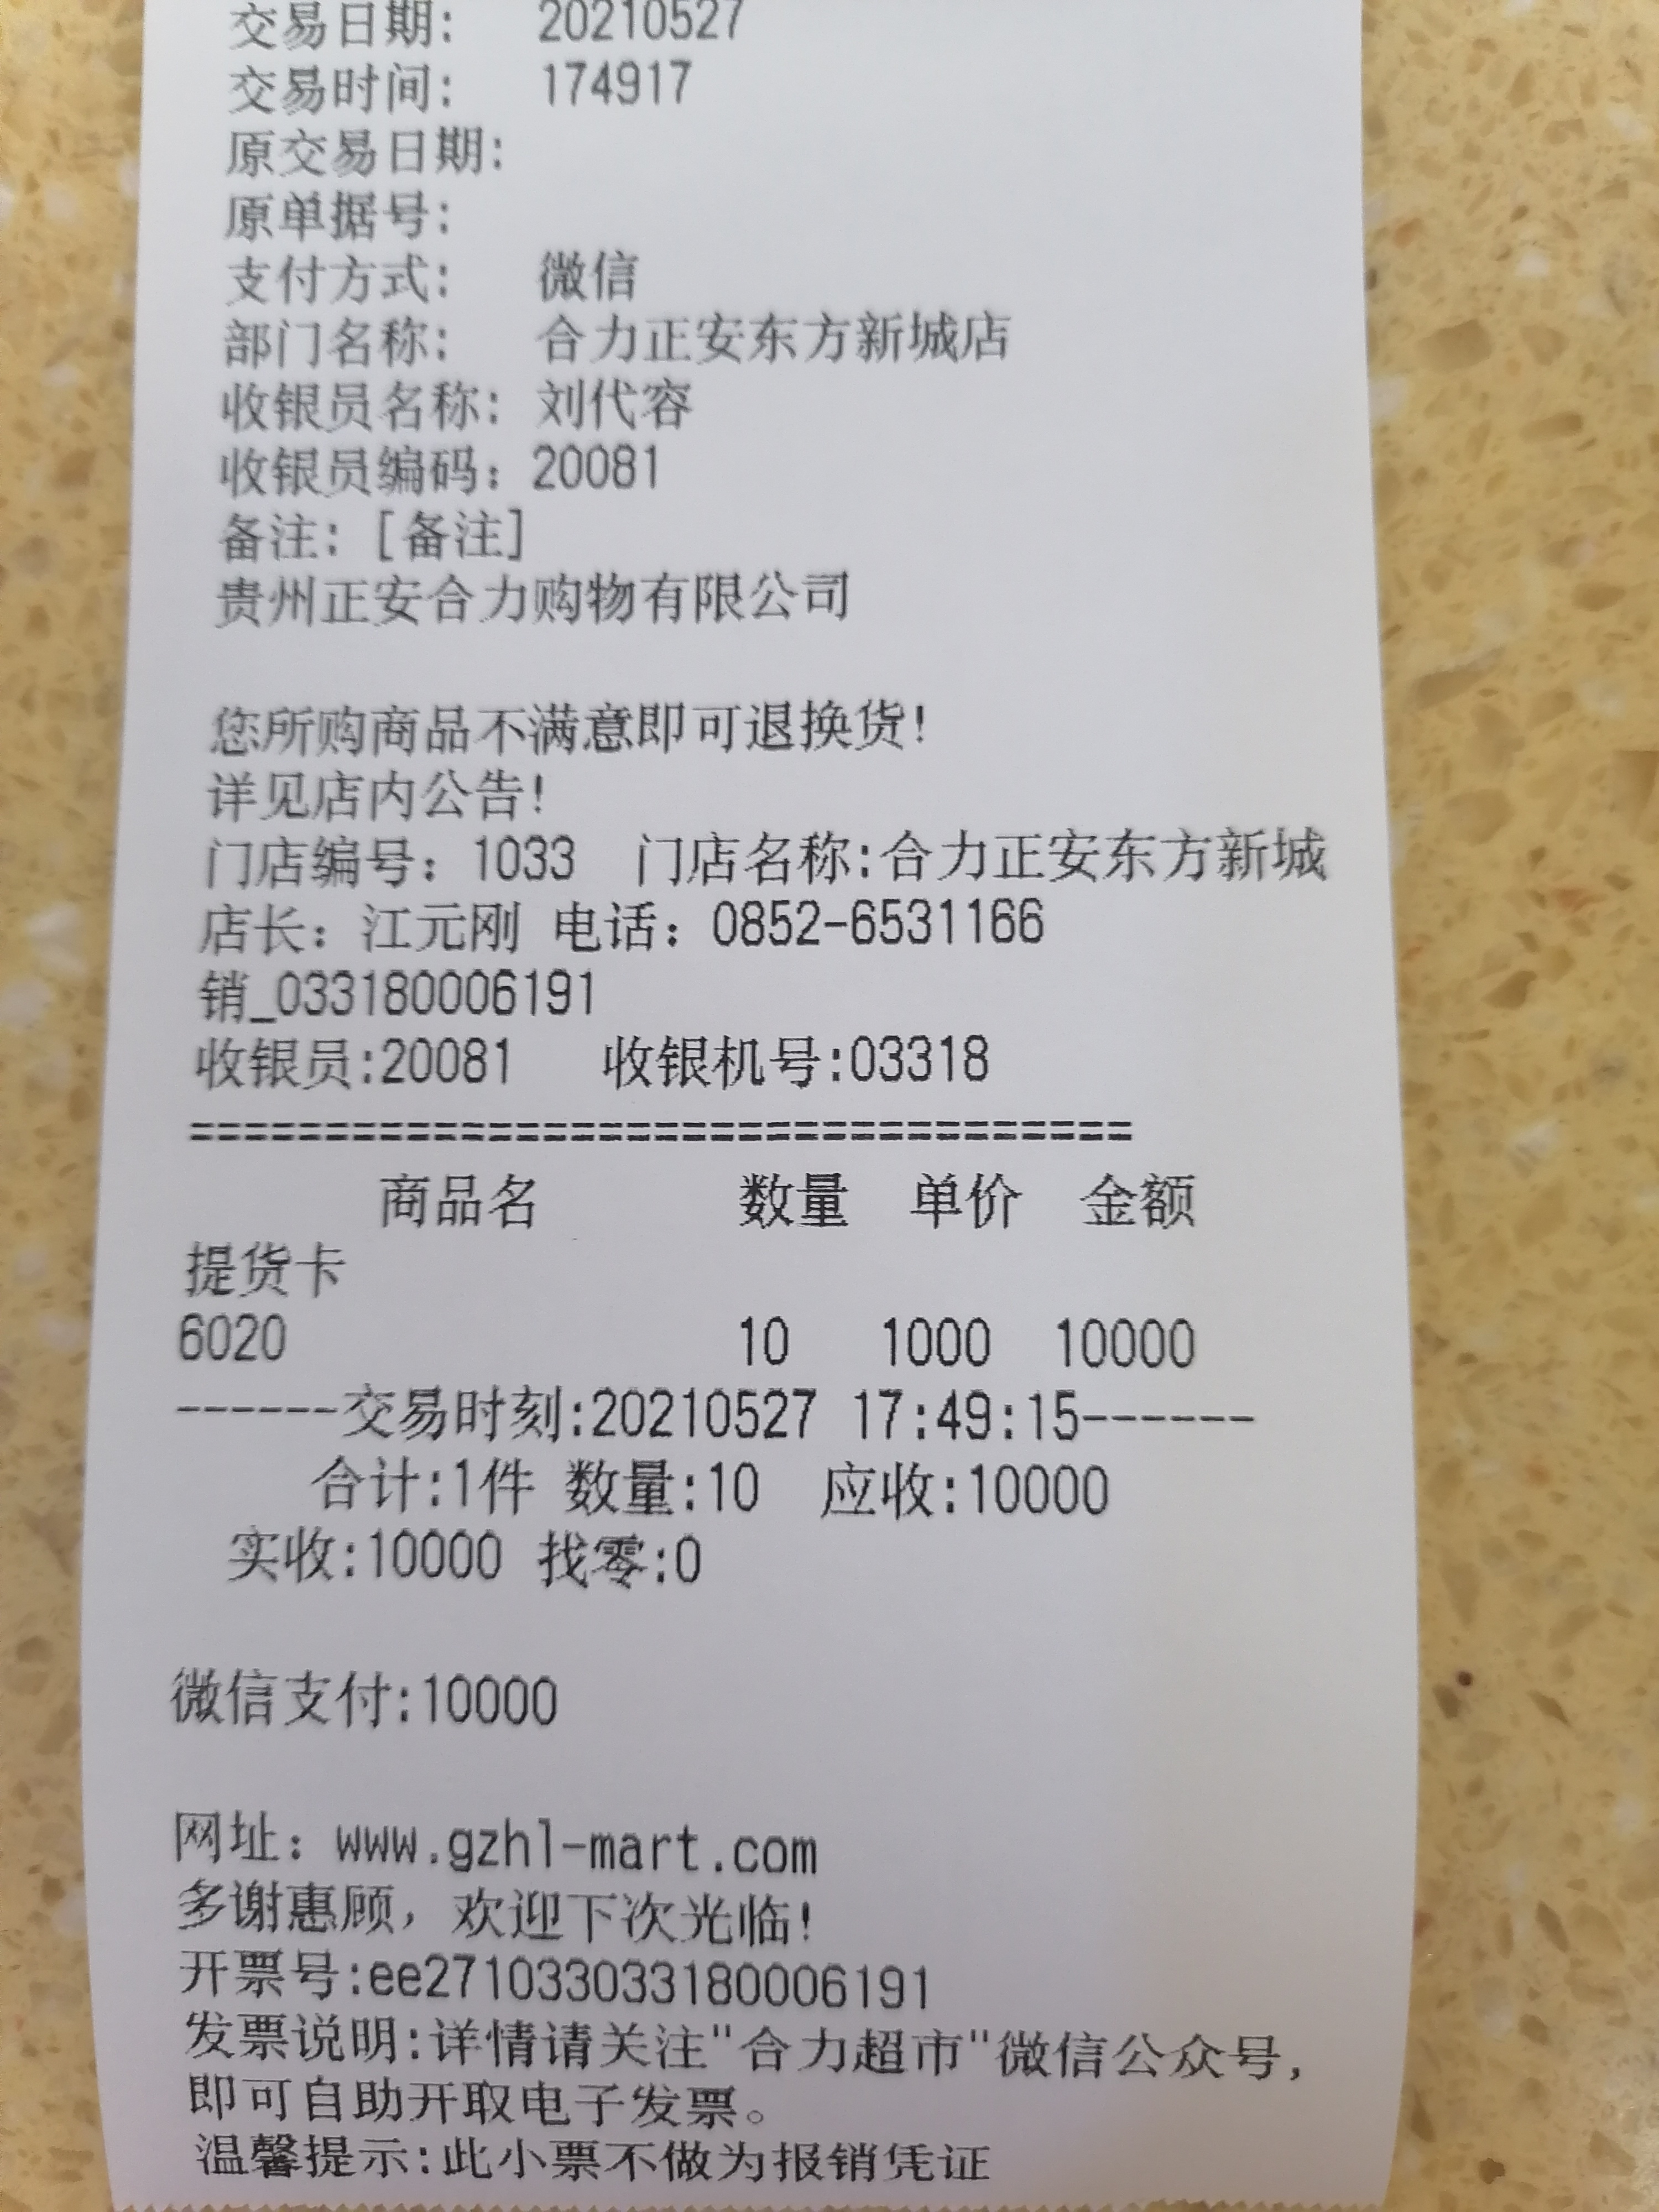 交易日期: 20210527
交易时间: 174917
原交易日期:
原单据号:
支付方式: 微信
部门名称: 合力正安东方新城店
收银员名称: 刘代容
收银员编码: 20081
备注: [备注]
贵州正安合力购物有限公司
您所购商品不满意即可退换货!
详见店内公告!
门店编号: 1033 门店名称:合力正安东方新城
店长: 江元刚 电话: 0852-6531166
销_033180006191
收银员:20081 收银机号:03318
===================================
商品名 数量 单价 金额
提货卡
6020 10 1000 10000
------交易时刻:20210527 17:49:15------
合计:1件 数量:10 应收:10000
实收:10000 找零:0
微信支付:10000
网址: www.gzhl-mart.com
多谢惠顾, 欢迎下次光临!
开票号:ee271033033180006191
发票说明:详情请关注"合力超市"微信公众号,
即可自助开取电子发票。
温馨提示:此小票不做为报销凭证